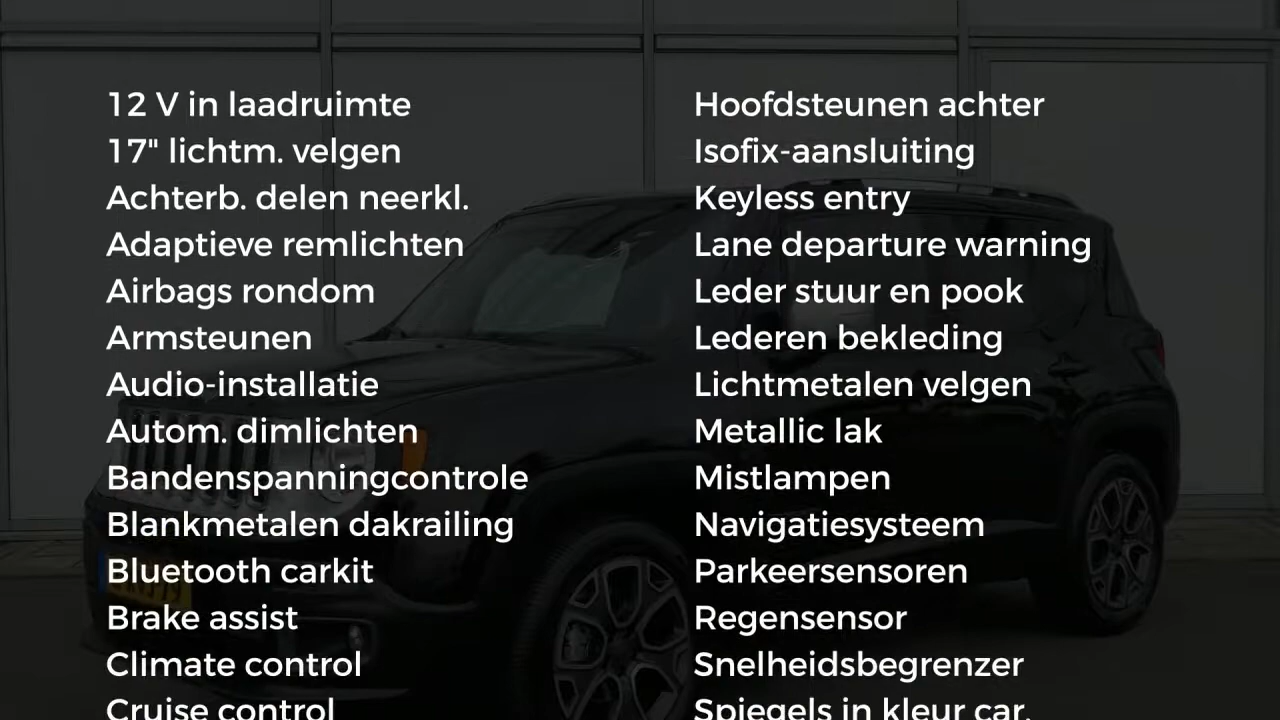 12 V in laadruimte
17" lichtm. velgen
Achterb. delen neerkl.
Adaptieve remlichten
Airbags rondom
Armsteunen
Audio-installatie
Autom. dimlichten
Bandenspanningcontrole
Blankmetalen dakrailing
Bluetooth carkit
Brake assist
Climate control
Cruise control
Hoofdsteunen achter
Isofix-aansluiting
Keyless entry
Lane departure warning
Leder stuur en pook
Lederen bekleding
Lichtmetalen velgen
Metallic lak
Mistlampen
Navigatiesysteem
Parkeersensoren
Regensensor
Snelheidsbegrenzer
Spiegels in kleur car.